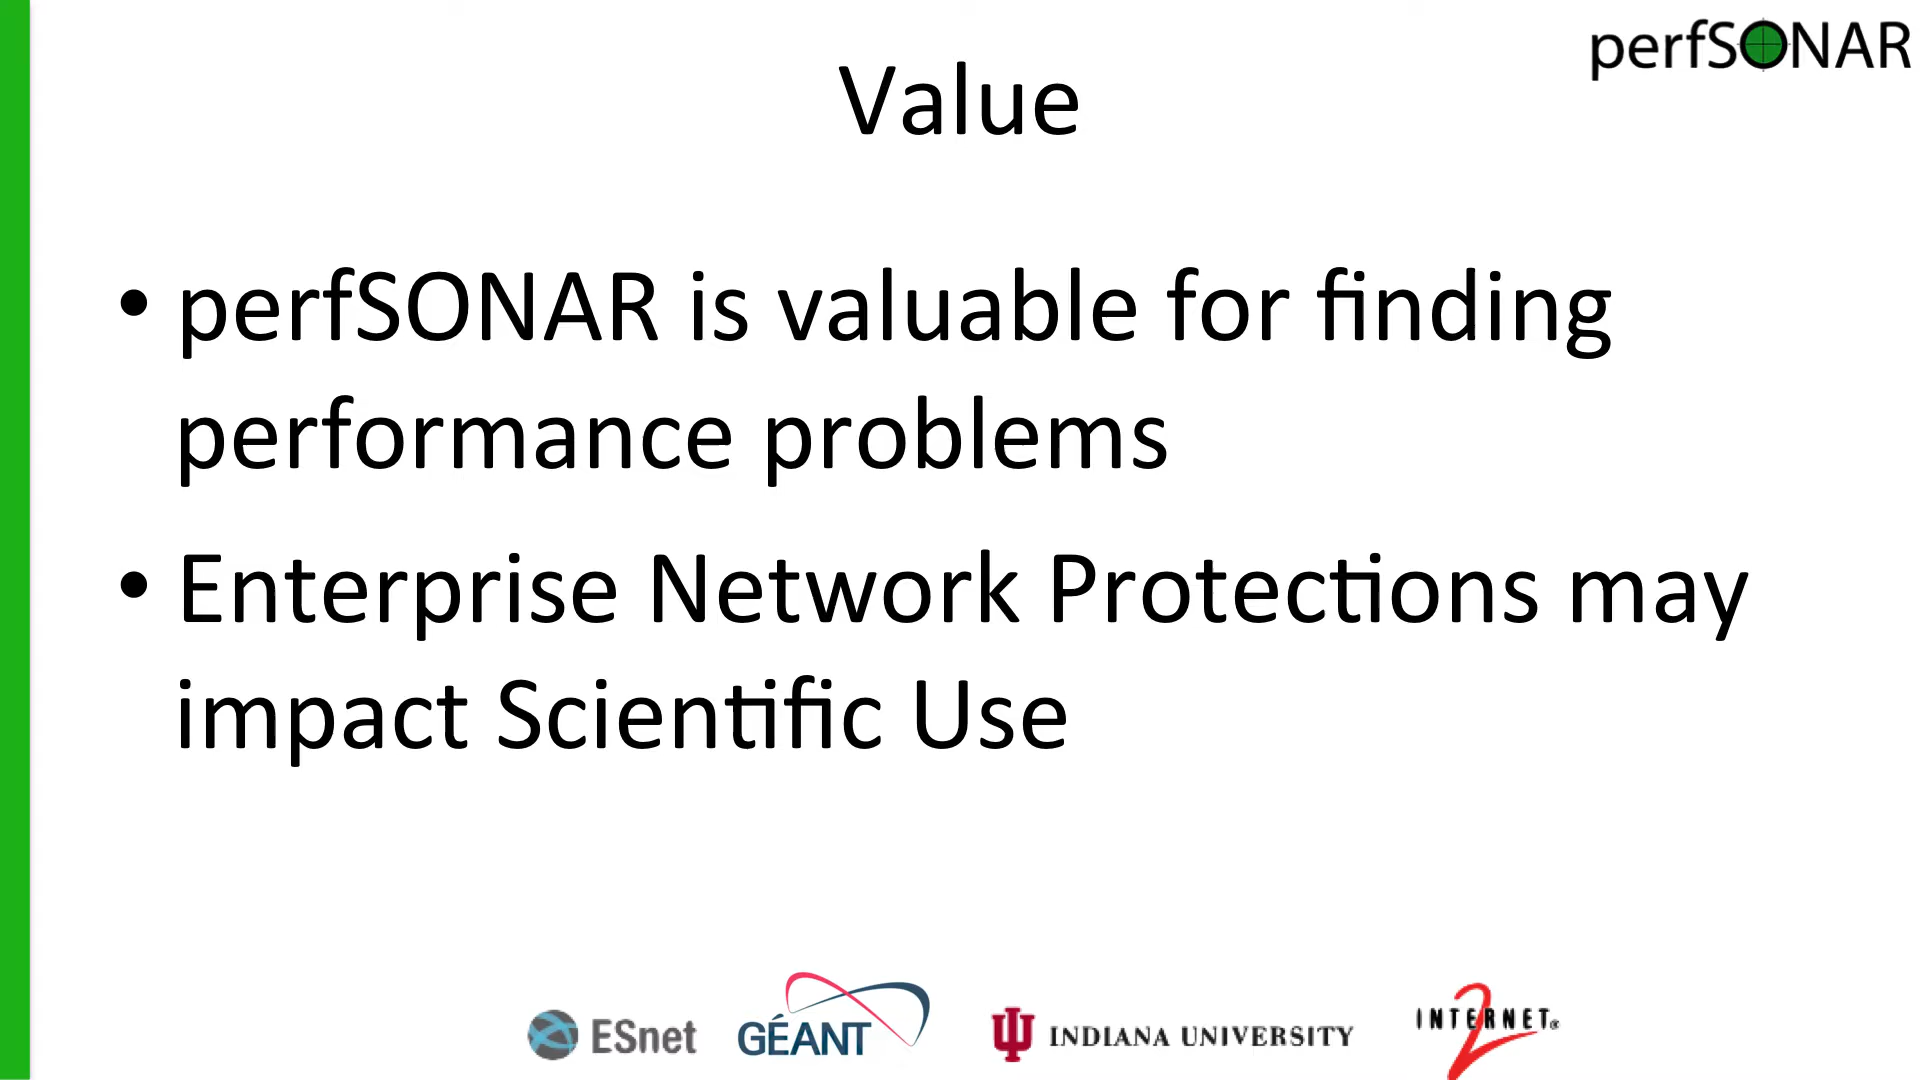 perfSONAR
Value
• perfSONAR is valuable for finding
performance problems
• Enterprise Network Protections may
impact Scientific Use
ESnet
GÉANT
INDIANA UNIVERSITY
INTERNET®
2